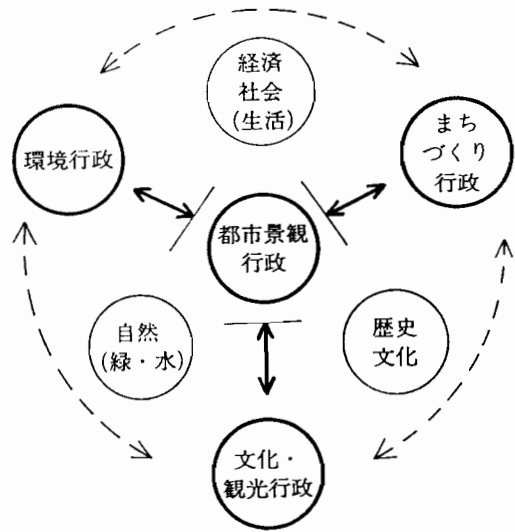 経済
社会
(生活)
環境行政
まち
づくり
行政
都市景観
行政
自然
(緑・水)
歴史
文化
文化・
観光行政